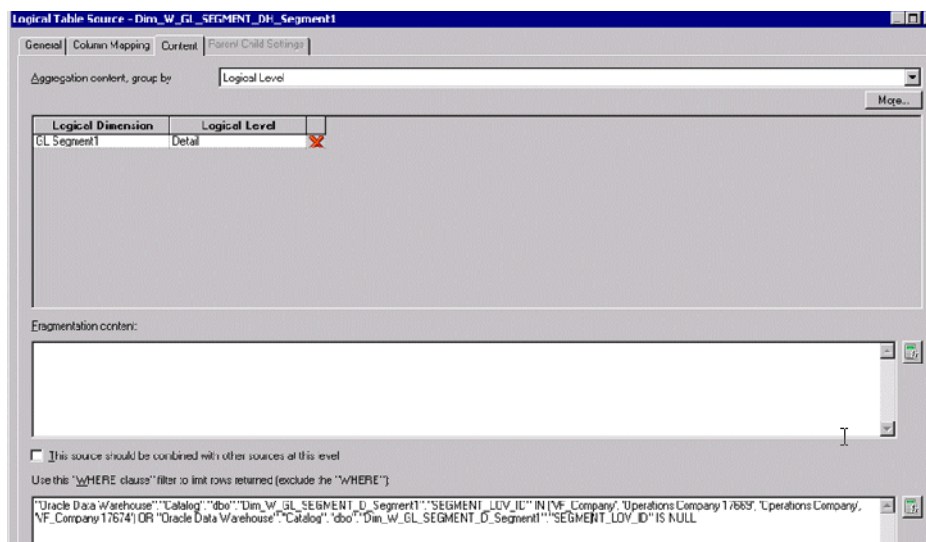 Logical Table Source - Dim_W_GL_SEGMENT_DH_Segment1
General Column Mapping Content Parent Child Settings
Aggregation content, group by Logical Level
More...
Logical Dimension Logical Level
GL Segment1 Detail
Fragmentation content:
This source should be combined with other sources at this level
Use this "WHERE clause" filter to limit rows returned (exclude the "WHERE")
"Oracle Data Warehouse"."Catalog"."dbo"."Dim_W_GL_SEGMENT_D_Segment1"."SEGMENT_LOV_ID" IN ('VF_Company', 'Operations Company 17669', 'Operations Company',
'VF_Company 17674') OR "Oracle Data Warehouse"."Catalog"."dbo"."Dim_W_GL_SEGMENT_D_Segment1"."SEGMENT_LOV_ID" IS NULL